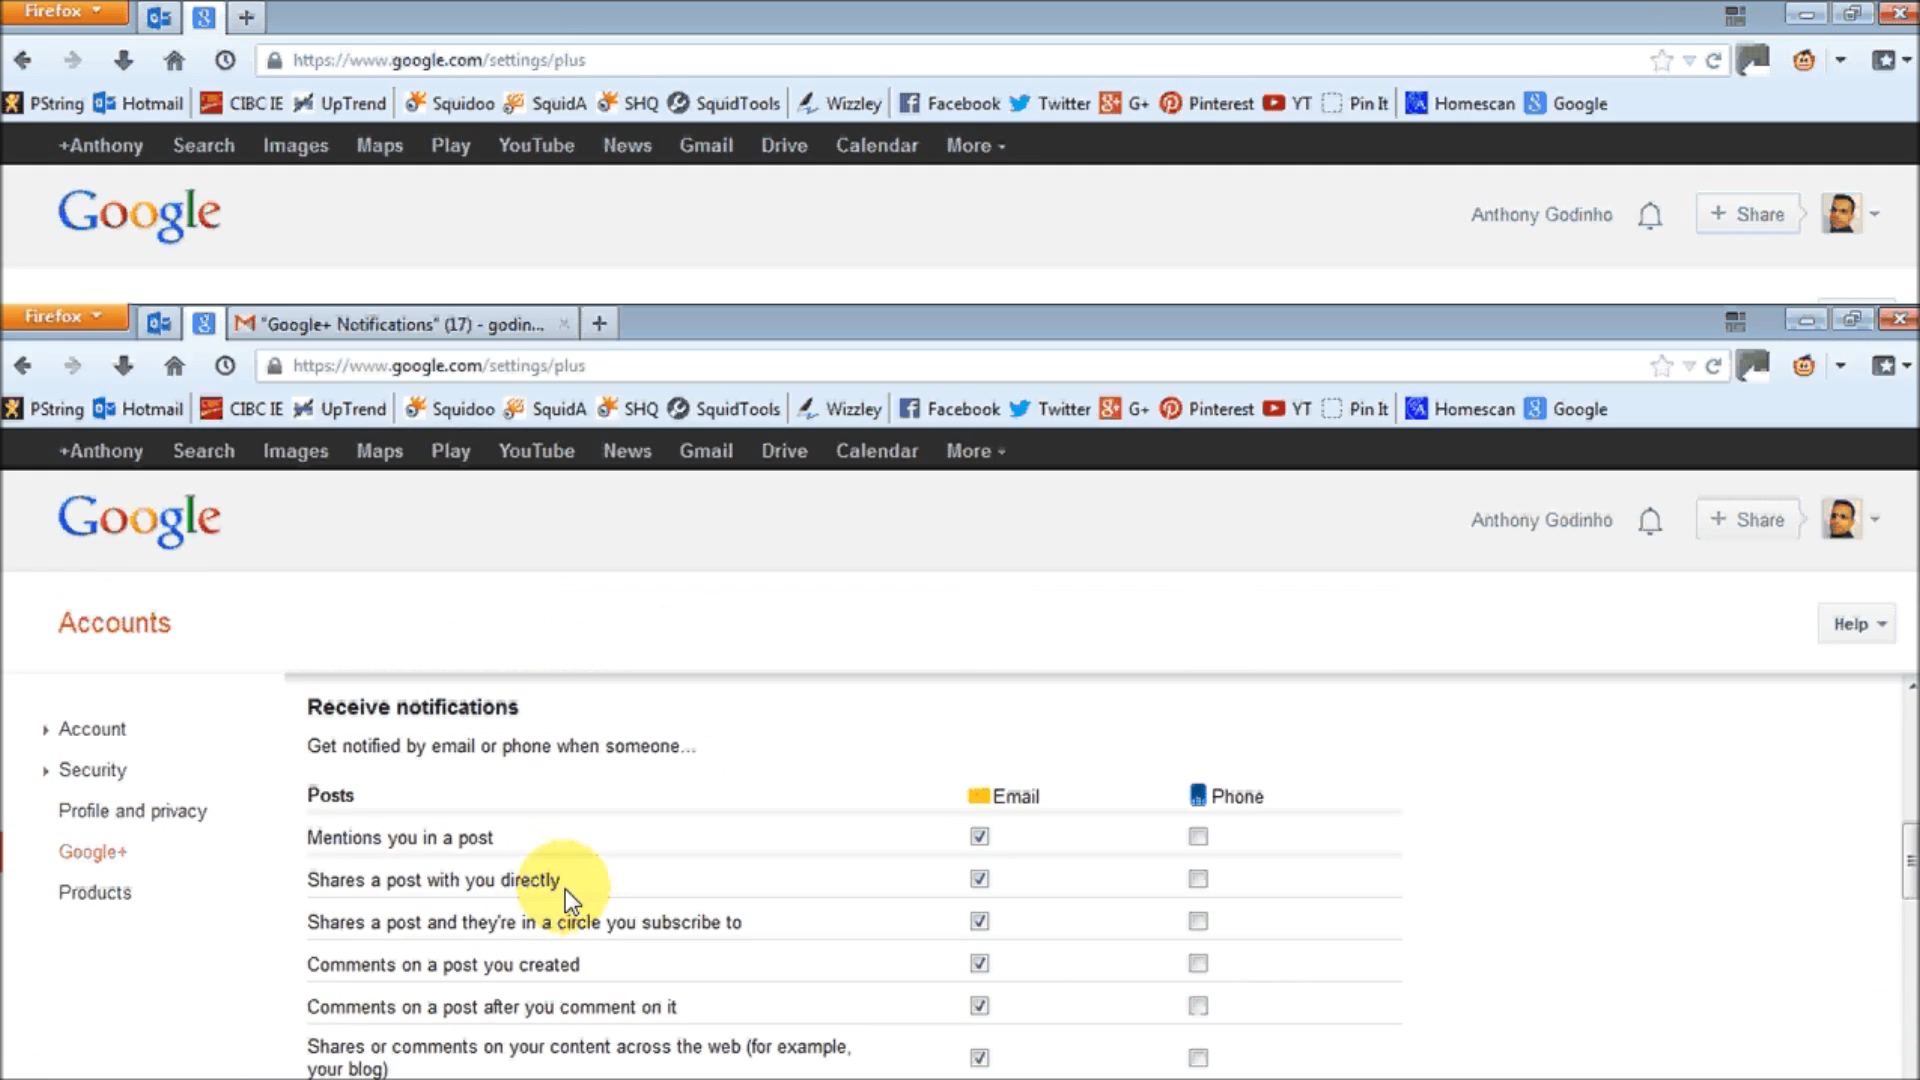 Firefox
https://www.google.com/settings/plus
PString Hotmail CIBC IE UpTrend Squidoo SquidA SHQ SquidTools Wizzley Facebook Twitter G+ Pinterest YT Pin It Homescan Google
+Anthony Search Images Maps Play YouTube News Gmail Drive Calendar More
Google Anthony Godinho + Share
Firefox "Google+ Notifications" (17) - godin...
https://www.google.com/settings/plus
PString Hotmail CIBC IE UpTrend Squidoo SquidA SHQ SquidTools Wizzley Facebook Twitter G+ Pinterest YT Pin It Homescan Google
+Anthony Search Images Maps Play YouTube News Gmail Drive Calendar More
Google Anthony Godinho + Share
Accounts Help
Account
Security
Profile and privacy
Google+
Products
Receive notifications
Get notified by email or phone when someone...
Posts Email Phone
Mentions you in a post
Shares a post with you directly
Shares a post and they're in a circle you subscribe to
Comments on a post you created
Comments on a post after you comment on it
Shares or comments on your content across the web (for example,
your blog)